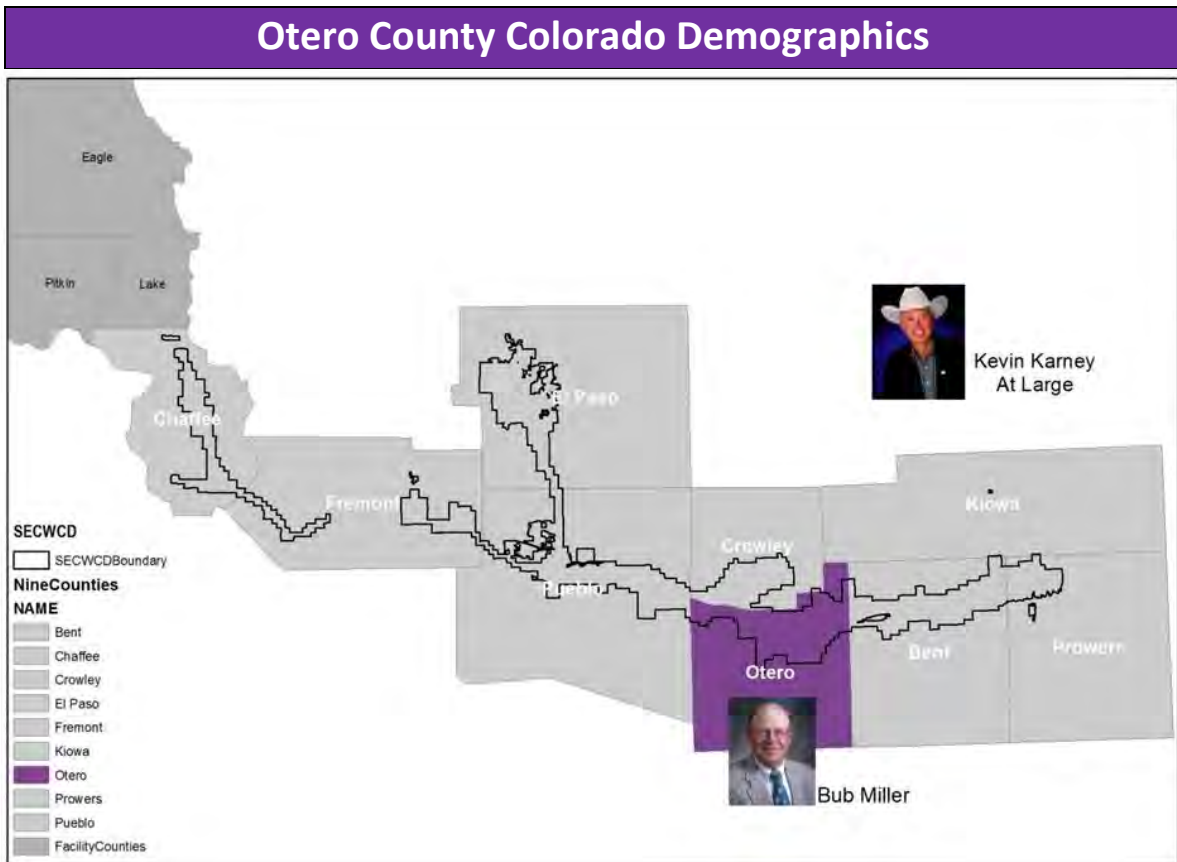 Otero County Colorado Demographics
Eagle
Pitkin
Lake
Kevin Karney
At Large
El Paso
Chaffee
Fremont
Kiowa
Crowley
Pueblo
Otero
Bent
Prowers
Bub Miller
SECWCD
SECWCDBoundary
NineCounties
NAME
Bent
Chaffee
Crowley
El Paso
Fremont
Kiowa
Otero
Prowers
Pueblo
FacilityCounties